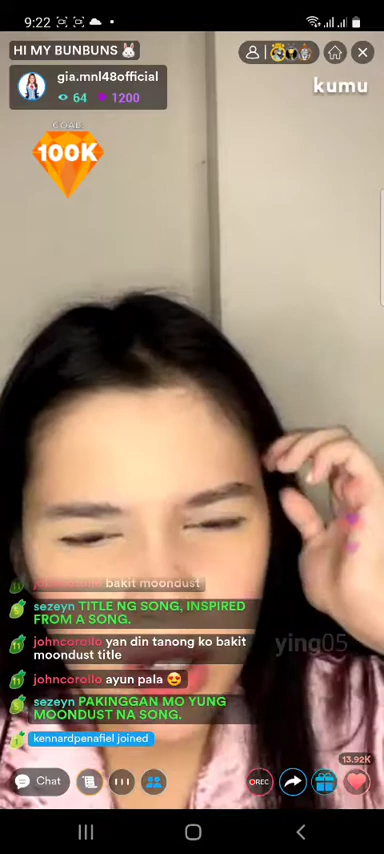 9:22
HI MY BUNBUNS
gia.mnl48official
64 1200
kumu
GOAL:
100K
bakit moondust
sezeyn TITLE NG SONG, INSPIRED
FROM A SONG.
johncorollo yan din tanong ko bakit
moondust title
ying05
johncorollo ayun pala
sezeyn PAKINGGAN MO YUNG
MOONDUST NA SONG.
kennardpenafiel joined
13.92K
Chat
REC